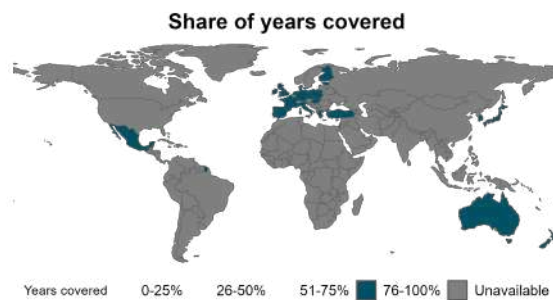 Share of years covered
Years covered 0-25% 26-50% 51-75% 76-100% Unavailable